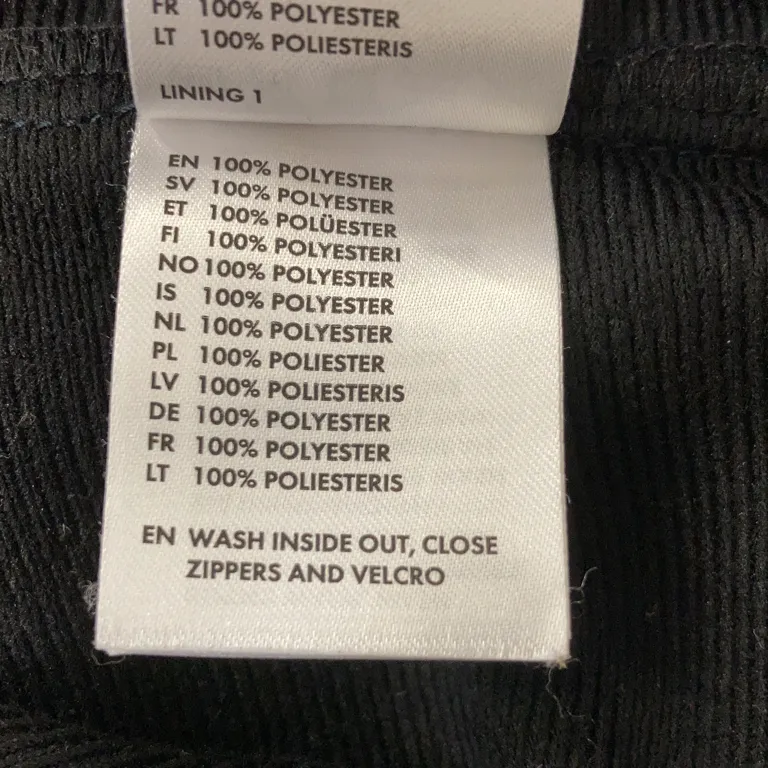 FR 100% POLYESTER
LT 100% POLIESTERIS
LINING 1
EN 100% POLYESTER
SV 100% POLYESTER
ET 100% POLÜESTER
FI 100% POLYESTERI
NO 100% POLYESTER
IS 100% POLYESTER
NL 100% POLYESTER
PL 100% POLIESTER
LV 100% POLIESTERIS
DE 100% POLYESTER
FR 100% POLYESTER
LT 100% POLIESTERIS
EN WASH INSIDE OUT, CLOSE
ZIPPERS AND VELCRO